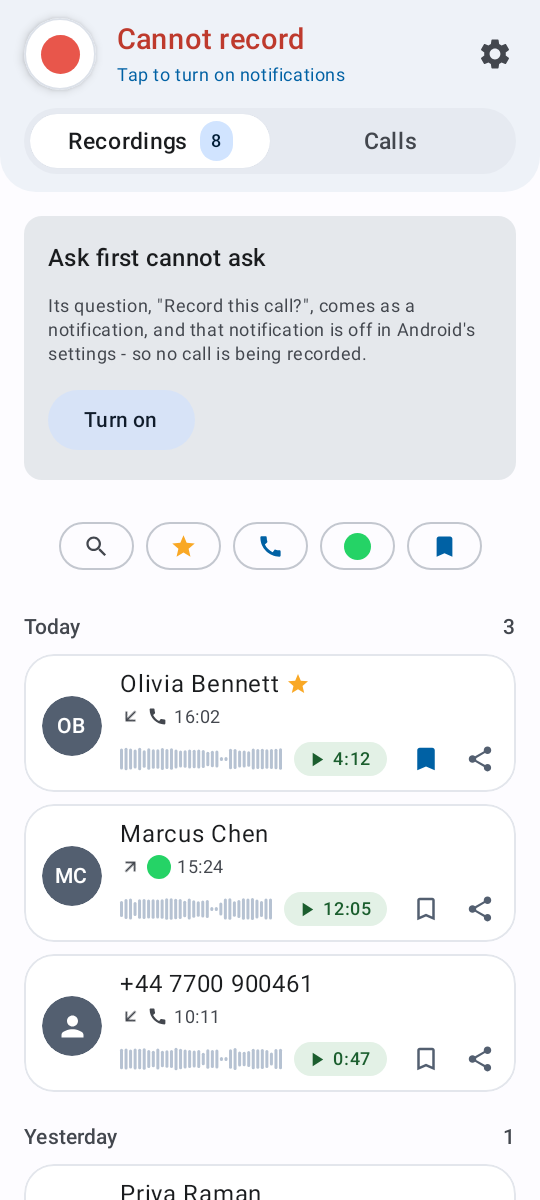 Cannot record
Tap to turn on notifications
Recordings 8
Calls
Ask first cannot ask
Its question, "Record this call?", comes as a
notification, and that notification is off in Android's
settings - so no call is being recorded.
Turn on
Today 3
OB
Olivia Bennett
16:02
4:12
MC
Marcus Chen
15:24
12:05
+44 7700 900461
10:11
0:47
Yesterday 1
Priya Raman